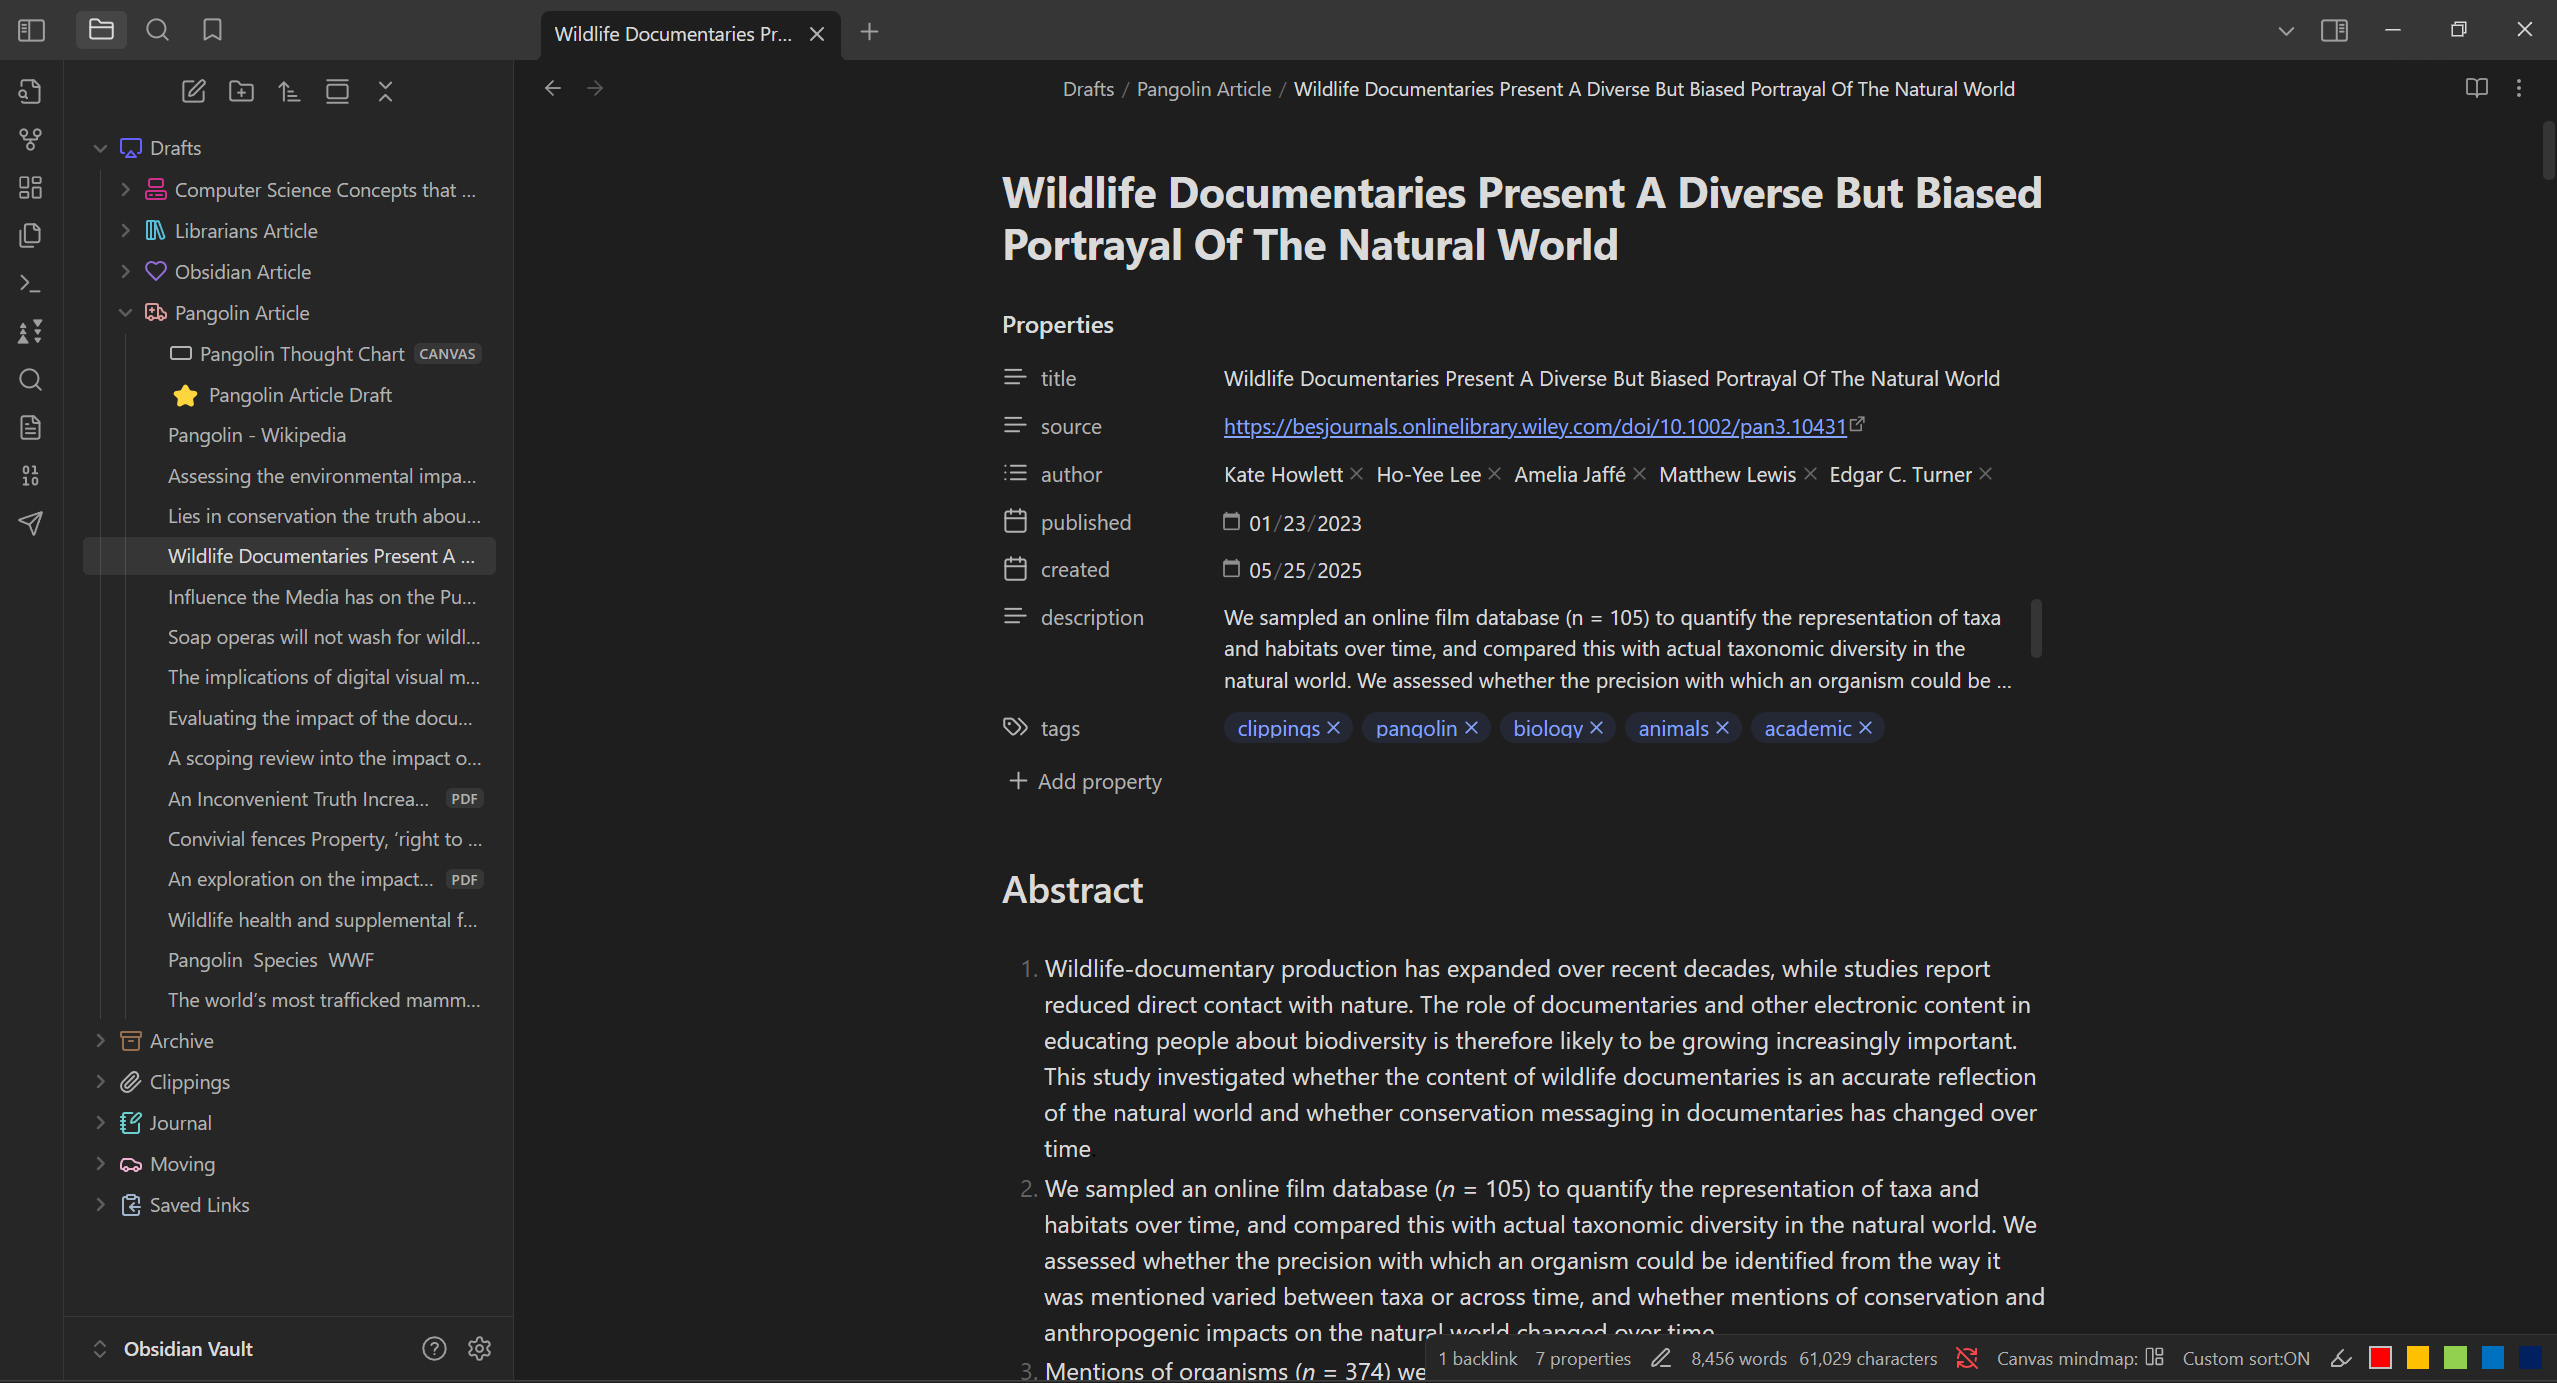 Wildlife Documentaries Pr...
Drafts
Computer Science Concepts that ...
Librarians Article
Obsidian Article
Pangolin Article
Pangolin Thought Chart CANVAS
Pangolin Article Draft
Pangolin - Wikipedia
Assessing the environmental impa...
Lies in conservation the truth abou...
Wildlife Documentaries Present A ...
Influence the Media has on the Pu...
Soap operas will not wash for wildl...
The implications of digital visual m...
Evaluating the impact of the docu...
A scoping review into the impact o...
An Inconvenient Truth Increa... PDF
Convivial fences Property, ‘right to ...
An exploration on the impact... PDF
Wildlife health and supplemental f...
Pangolin Species WWF
The world’s most trafficked mamm...
Archive
Clippings
Journal
Moving
Saved Links
Obsidian Vault
Drafts / Pangolin Article / Wildlife Documentaries Present A Diverse But Biased Portrayal Of The Natural World
Wildlife Documentaries Present A Diverse But Biased
Portrayal Of The Natural World
Properties
title Wildlife Documentaries Present A Diverse But Biased Portrayal Of The Natural World
source https://besjournals.onlinelibrary.wiley.com/doi/10.1002/pan3.10431
author Kate Howlett Ho-Yee Lee Amelia Jaffé Matthew Lewis Edgar C. Turner
published 01/23/2023
created 05/25/2025
description We sampled an online film database (n = 105) to quantify the representation of taxa
and habitats over time, and compared this with actual taxonomic diversity in the
natural world. We assessed whether the precision with which an organism could be ...
tags clippings pangolin biology animals academic
Add property
Abstract
1. Wildlife-documentary production has expanded over recent decades, while studies report
reduced direct contact with nature. The role of documentaries and other electronic content in
educating people about biodiversity is therefore likely to be growing increasingly important.
This study investigated whether the content of wildlife documentaries is an accurate reflection
of the natural world and whether conservation messaging in documentaries has changed over
time.
2. We sampled an online film database (n = 105) to quantify the representation of taxa and
habitats over time, and compared this with actual taxonomic diversity in the natural world. We
assessed whether the precision with which an organism could be identified from the way it
was mentioned varied between taxa or across time, and whether mentions of conservation and
anthropogenic impacts on the natural world changed over time.
3. Mentions of organisms (n = 374) we
1 backlink 7 properties 8,456 words 61,029 characters Canvas mindmap: Custom sort:ON